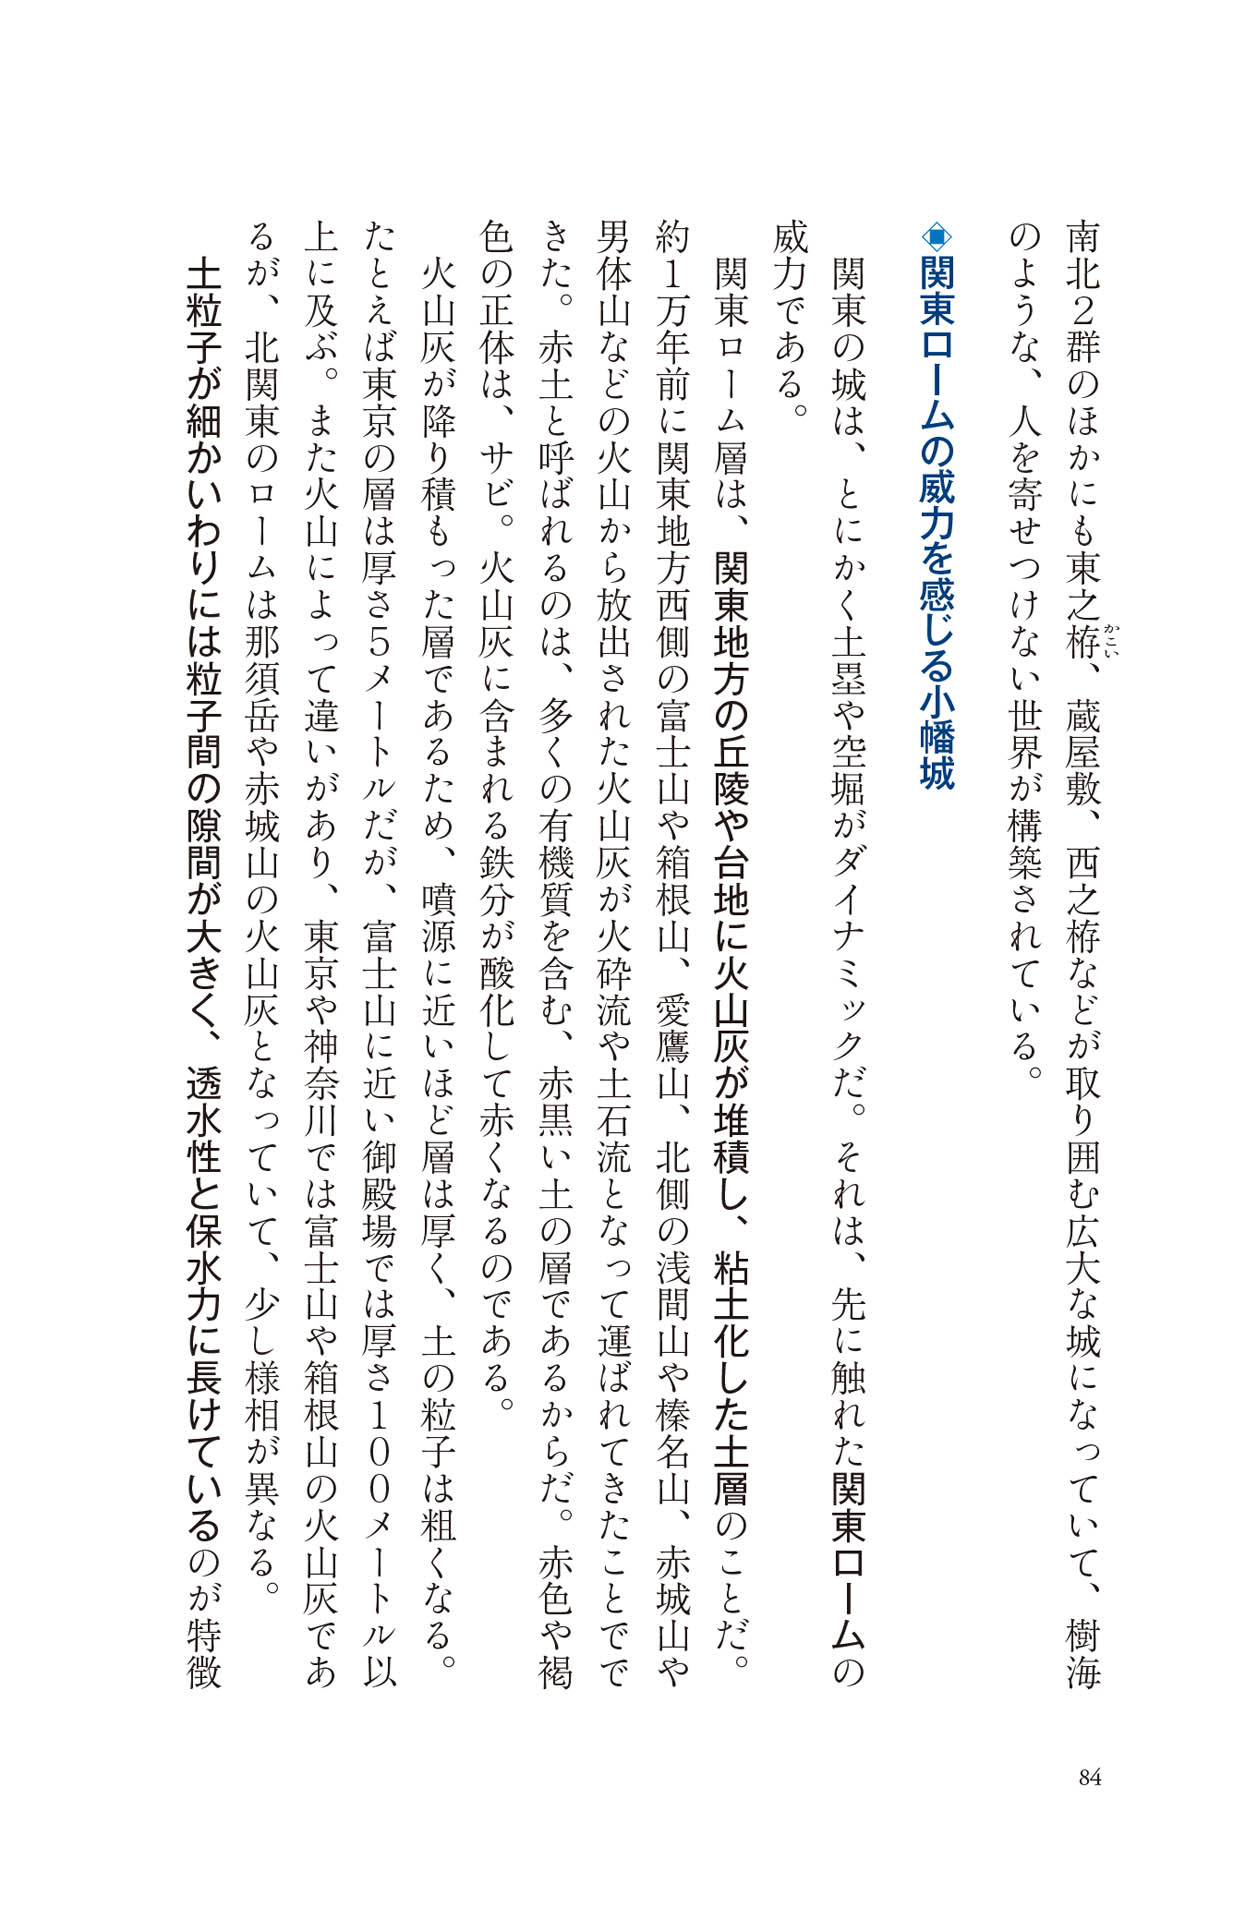 南北２群のほかにも東之栫、蔵屋敷、西之栫などが取り囲む広大な城になっていて、樹海
かこい
のような、人を寄せつけない世界が構築されている。
◈関東ロームの威力を感じる小幡城
関東の城は、とにかく土塁や空堀がダイナミックだ。それは、先に触れた関東ロームの
威力である。
関東ローム層は、関東地方の丘陵や台地に火山灰が堆積し、粘土化した土層のことだ。
約１万年前に関東地方西側の富士山や箱根山、愛鷹山、北側の浅間山や榛名山、赤城山や
男体山などの火山から放出された火山灰が火砕流や土石流となって運ばれてきたことでで
きた。赤土と呼ばれるのは、多くの有機質を含む、赤黒い土の層であるからだ。赤色や褐
色の正体は、サビ。火山灰に含まれる鉄分が酸化して赤くなるのである。
火山灰が降り積もった層であるため、噴源に近いほど層は厚く、土の粒子は粗くなる。
たとえば東京の層は厚さ５メートルだが、富士山に近い御殿場では厚さ１００メートル以
上に及ぶ。また火山によって違いがあり、東京や神奈川では富士山や箱根山の火山灰であ
るが、北関東のロームは那須岳や赤城山の火山灰となっていて、少し様相が異なる。
土粒子が細かいわりには粒子間の隙間が大きく、透水性と保水力に長けているのが特徴
84